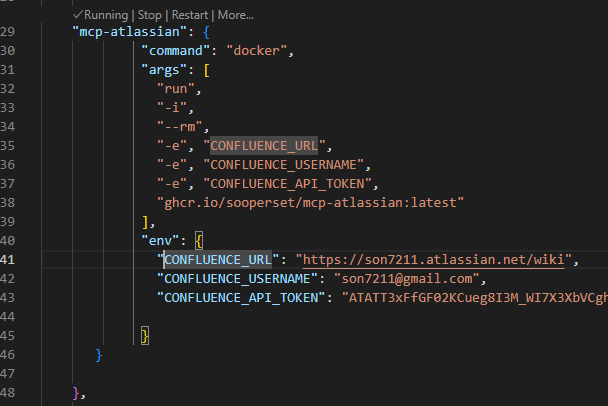 ✓Running | Stop | Restart | More...
29 "mcp-atlassian": {
30 "command": "docker",
31 "args": [
32 "run",
33 "-i",
34 "--rm",
35 "-e", "CONFLUENCE_URL",
36 "-e", "CONFLUENCE_USERNAME",
37 "-e", "CONFLUENCE_API_TOKEN",
38 "ghcr.io/sooperset/mcp-atlassian:latest"
39 ],
40 "env": {
41 "CONFLUENCE_URL": "https://son7211.atlassian.net/wiki",
42 "CONFLUENCE_USERNAME": "son7211@gmail.com",
43 "CONFLUENCE_API_TOKEN": "ATATT3xFfGF02KCueg8I3M_WI7X3XbVCgh
44
45 }
46 }
47
48 },